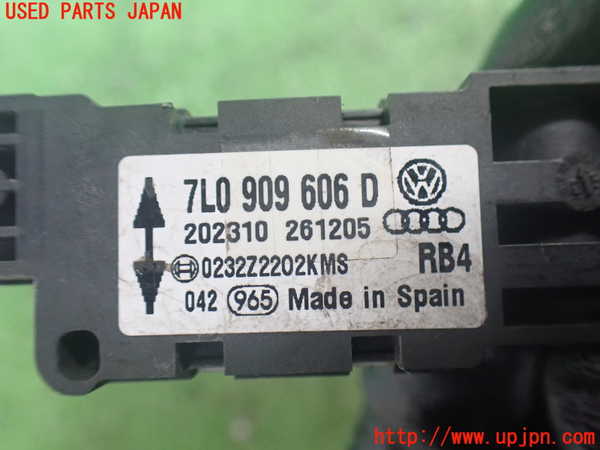 USED PARTS JAPAN
7L0 909 606 D
202310 261205
0232Z2202KMS RB4
042 965 Made in Spain
http://www.upjpn.com/